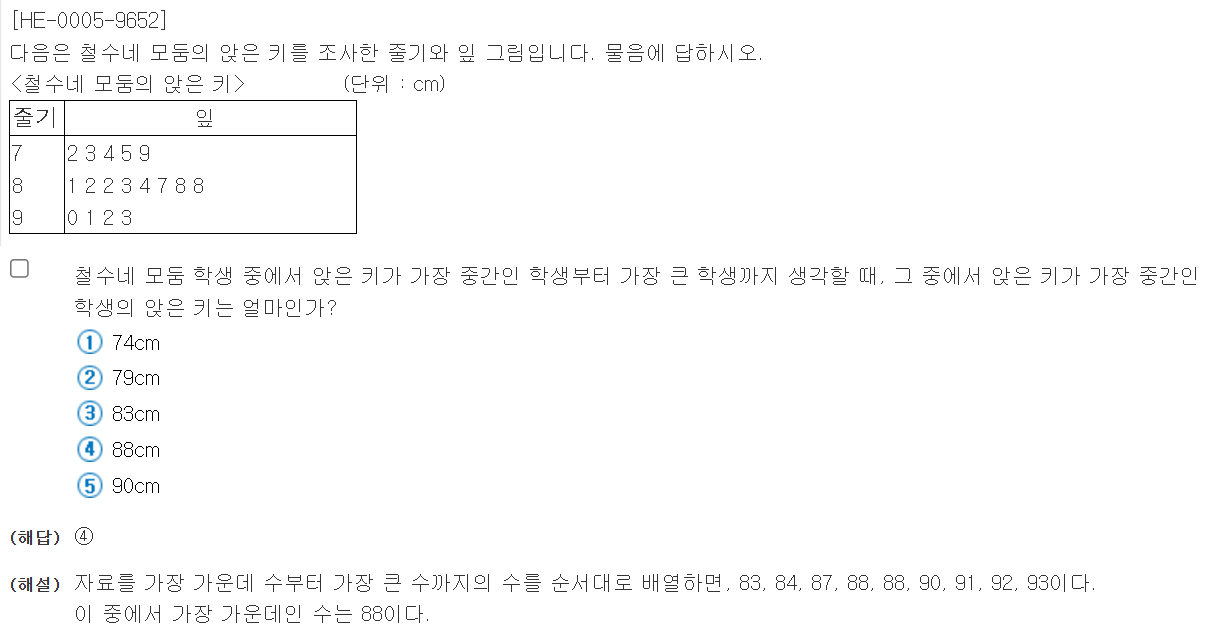 [HE-0005-9652]
다음은 철수네 모둠의 앉은 키를 조사한 줄기와 잎 그림입니다. 물음에 답하시오.
<철수네 모둠의 앉은 키> (단위 : cm)
줄기 잎
7 2 3 4 5 9
8 1 2 2 3 4 7 8 8
9 0 1 2 3
철수네 모둠 학생 중에서 앉은 키가 가장 중간인 학생부터 가장 큰 학생까지 생각할 때, 그 중에서 앉은 키가 가장 중간인
학생의 앉은 키는 얼마인가?
① 74cm
② 79cm
③ 83cm
④ 88cm
⑤ 90cm
(해답) ④
(해설) 자료를 가장 가운데 수부터 가장 큰 수까지의 수를 순서대로 배열하면, 83, 84, 87, 88, 88, 90, 91, 92, 93이다.
이 중에서 가장 가운데인 수는 88이다.